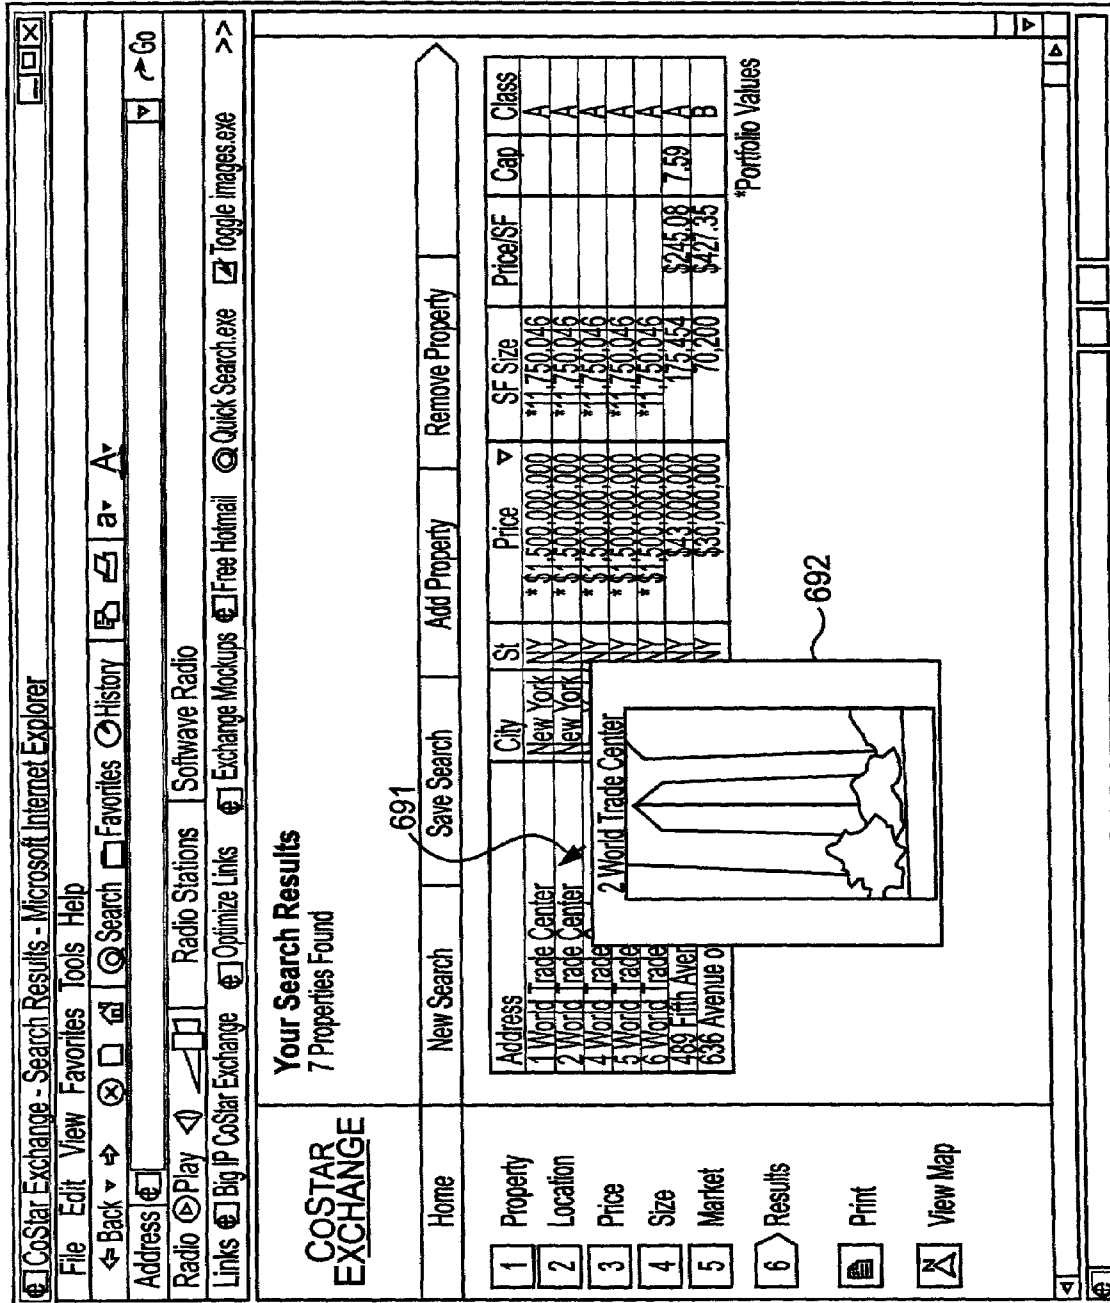 CoStar Exchange - Search Results - Microsoft Internet Explorer
File Edit View Favorites Tools Help
Back Search Favorites History a A
Address Go
Radio Play Radio Stations Software Radio
Links Big IP CoStar Exchange Optimize Links Exchange Mockups Free Hotmail Quick Search.exe Toggle images.exe >>
COSTAR
EXCHANGE
Your Search Results
7 Properties Found
691
Home New Search Save Search Add Property Remove Property
1 Property
2 Location
3 Price
4 Size
5 Market
6 Results
Print
View Map
Address City St Price SF Size Price/SF Cap Class
1 World Trade Center New York NY * $1,500,000,000 *11,750,046 A
2 World Trade Center New York NY * $1,500,000,000 *11,750,046 A
4 World Trade NY * $1,500,000,000 *11,750,046 A
5 World Trade NY * $1,500,000,000 *11,750,046 A
6 World Trade NY * $1,500,000,000 *11,750,046 A
489 Fifth Aven NY $43,000,000 175,454 $245.08 7.59 A
636 Avenue o NY $30,000,000 70,200 $427.35 B
*Portfolio Values
2 World Trade Center
692